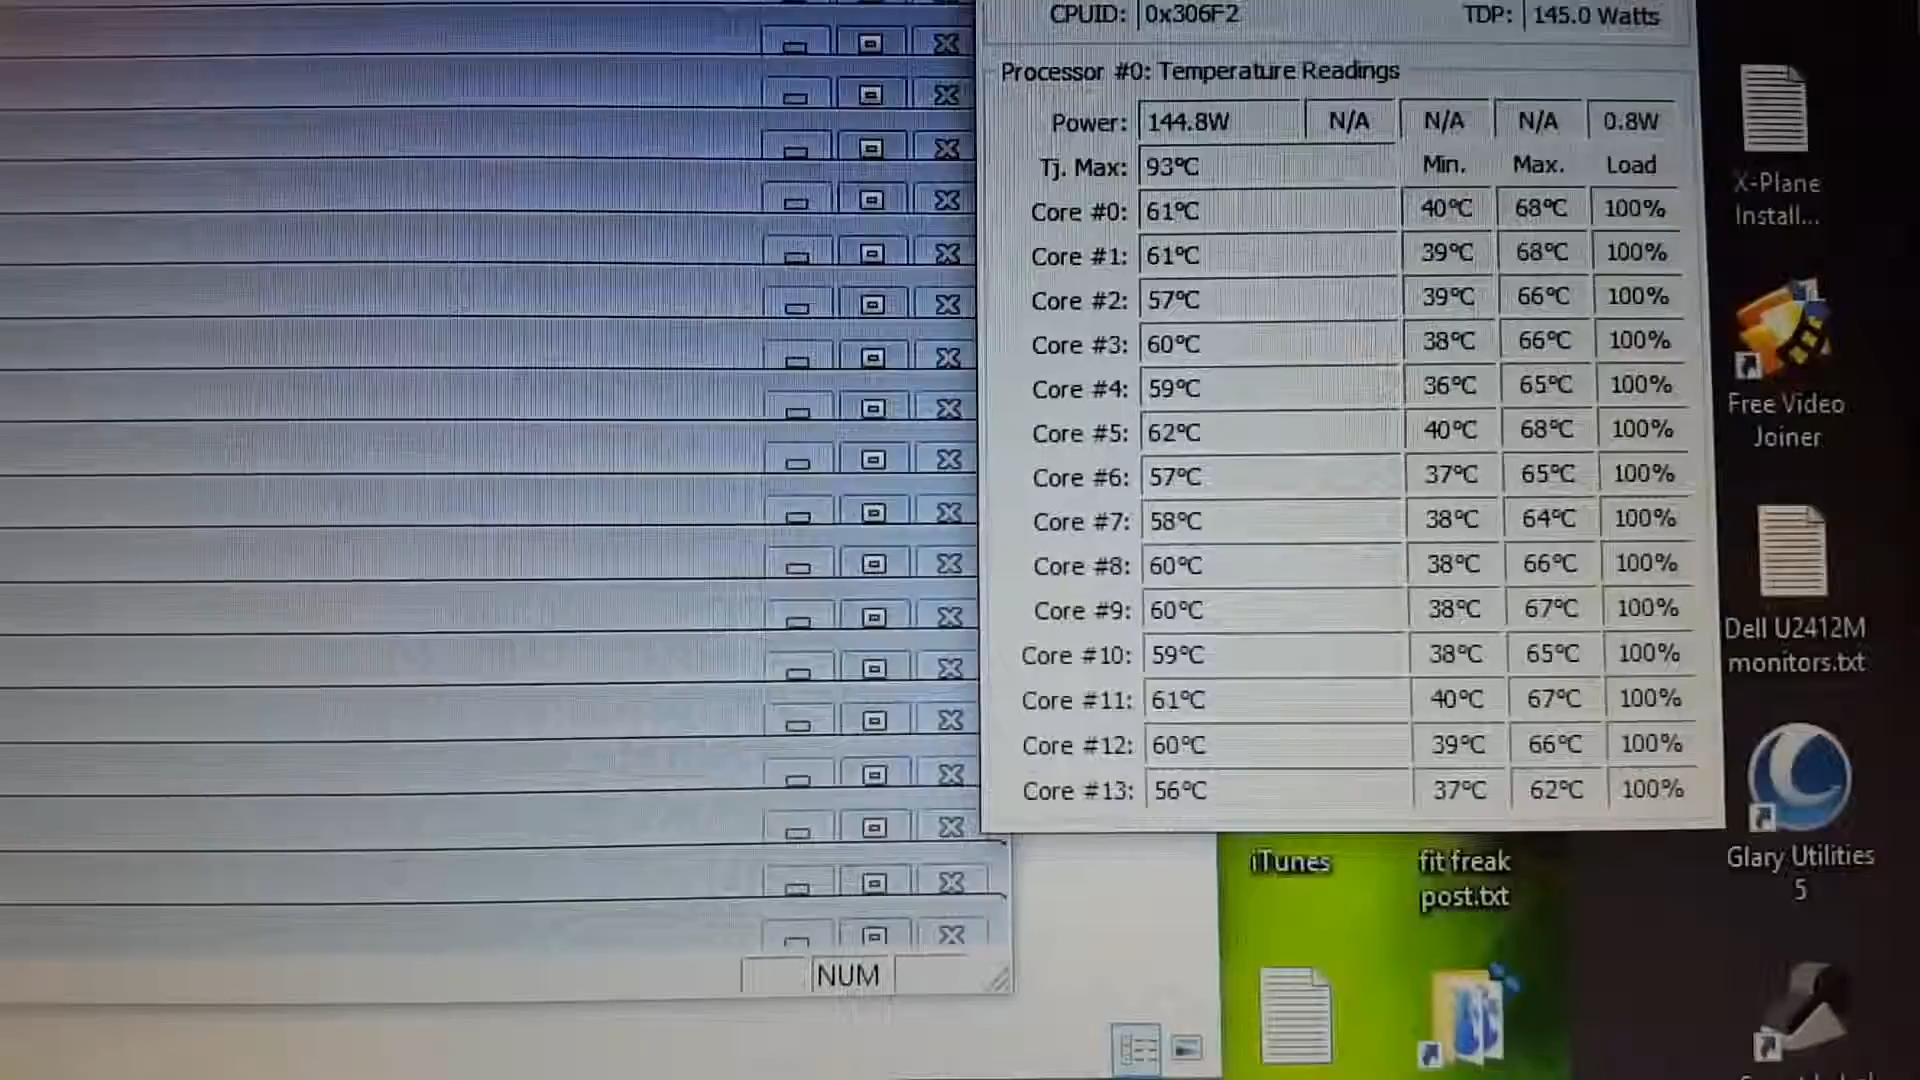 CPUID: 0x306F2 TDP: 145.0 Watts
Processor #0: Temperature Readings
Power: 144.8W N/A N/A N/A 0.8W
Tj. Max: 93°C Min. Max. Load
Core #0: 61°C 40°C 68°C 100%
Core #1: 61°C 39°C 68°C 100%
Core #2: 57°C 39°C 66°C 100%
Core #3: 60°C 38°C 66°C 100%
Core #4: 59°C 36°C 65°C 100%
Core #5: 62°C 40°C 68°C 100%
Core #6: 57°C 37°C 65°C 100%
Core #7: 58°C 38°C 64°C 100%
Core #8: 60°C 38°C 66°C 100%
Core #9: 60°C 38°C 67°C 100%
Core #10: 59°C 38°C 65°C 100%
Core #11: 61°C 40°C 67°C 100%
Core #12: 60°C 39°C 66°C 100%
Core #13: 56°C 37°C 62°C 100%
X-Plane
Install...
Free Video
Joiner
Dell U2412M
monitors.txt
Glary Utilities
5
iTunes
fit freak
post.txt
NUM